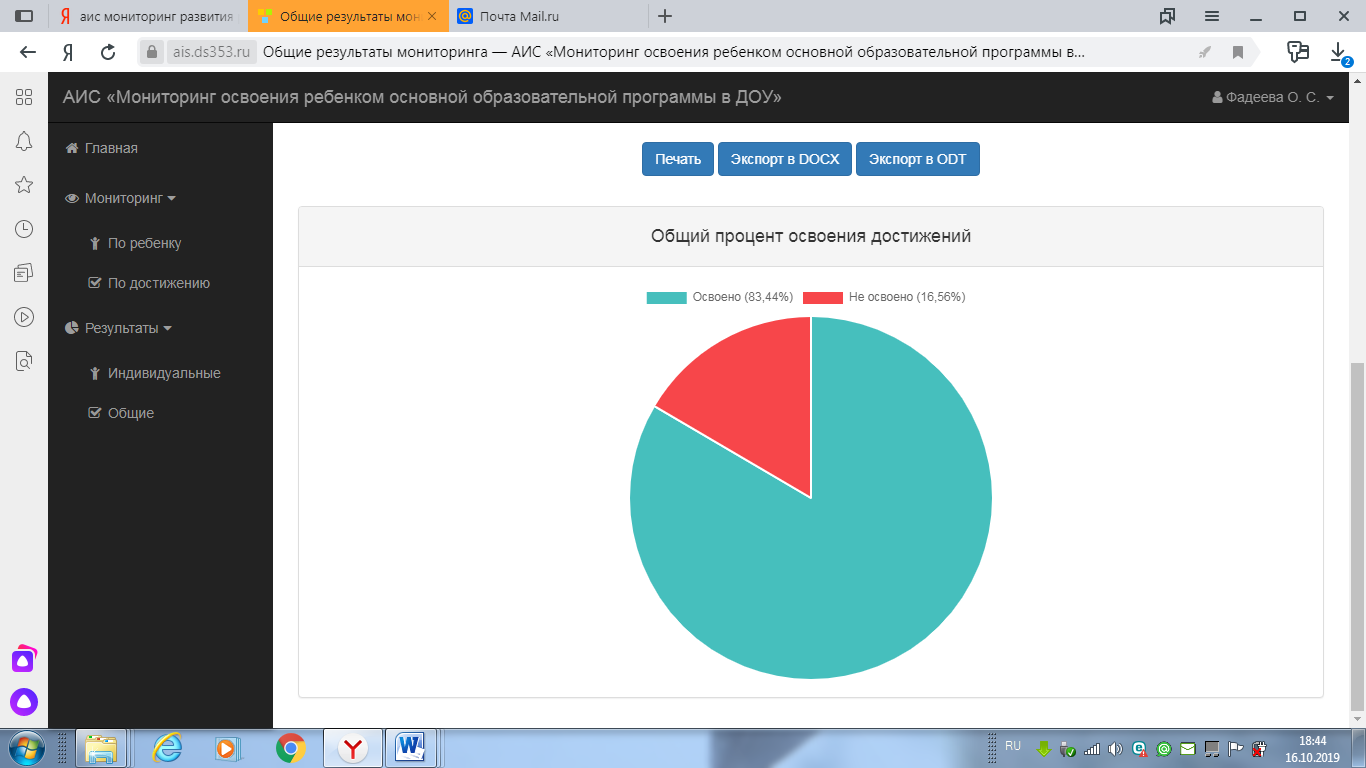 аис мониторинг развития
Общие результаты мон
Почта Mail.ru
ais.ds353.ru Общие результаты мониторинга — АИС «Мониторинг освоения ребенком основной образовательной программы в...
2
АИС «Мониторинг освоения ребенком основной образовательной программы в ДОУ»
Фадеева О. С.
Главная
Мониторинг
По ребенку
По достижению
Результаты
Индивидуальные
Общие
Печать
Экспорт в DOCX
Экспорт в ODT
Общий процент освоения достижений
Освоено (83,44%)
Не освоено (16,56%)
RU
18:44
16.10.2019